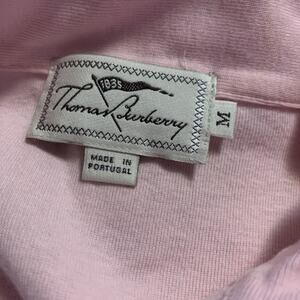 1835
Thomas Burberry
M
MADE IN
PORTUGAL